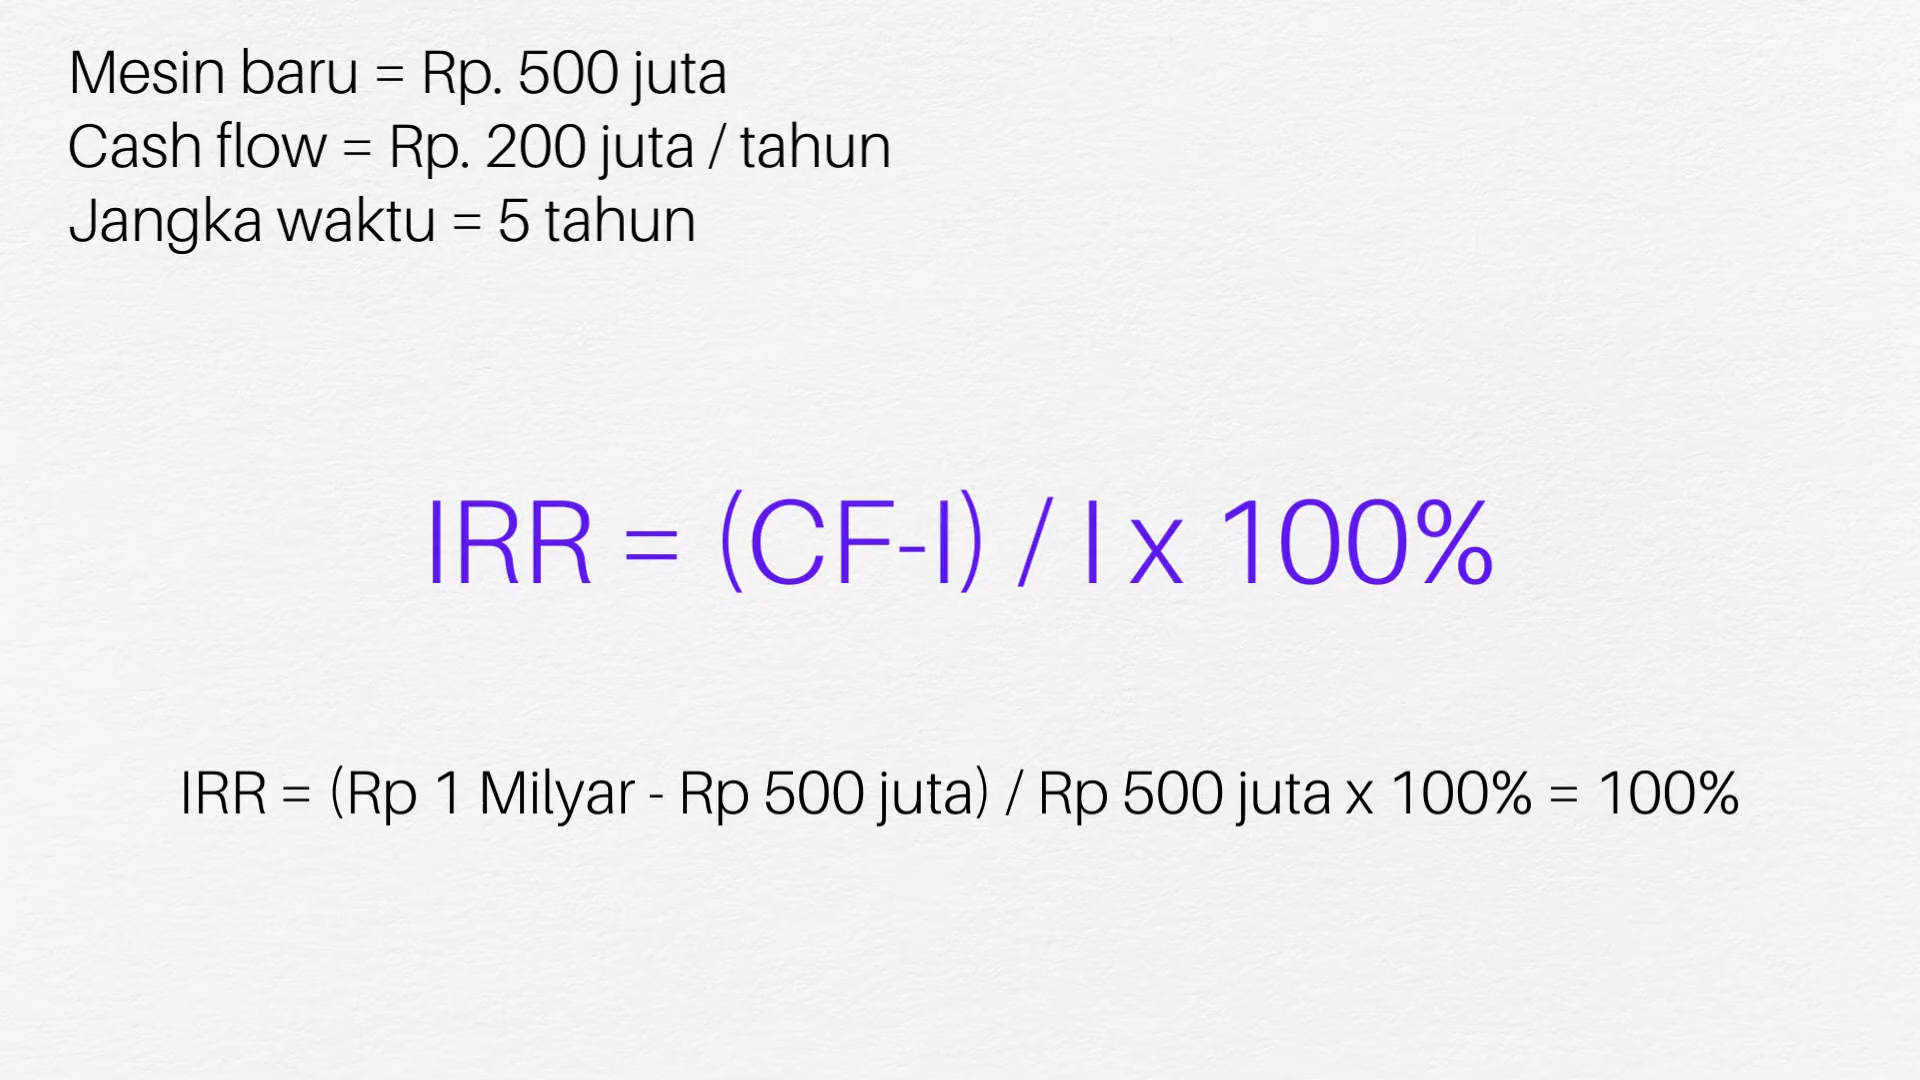 Mesin baru = Rp. 500 juta
Cash flow = Rp. 200 juta / tahun
Jangka waktu = 5 tahun
IRR = (CF-I) / I x 100%
IRR = (Rp 1 Milyar - Rp 500 juta) / Rp 500 juta x 100% = 100%